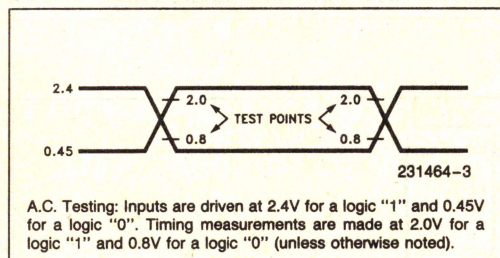 2.4
2.0 TEST POINTS 2.0
0.8 0.8
0.45
231464-3
A.C. Testing: Inputs are driven at 2.4V for a logic "1" and 0.45V
for a logic "0". Timing measurements are made at 2.0V for a
logic "1" and 0.8V for a logic "0" (unless otherwise noted).